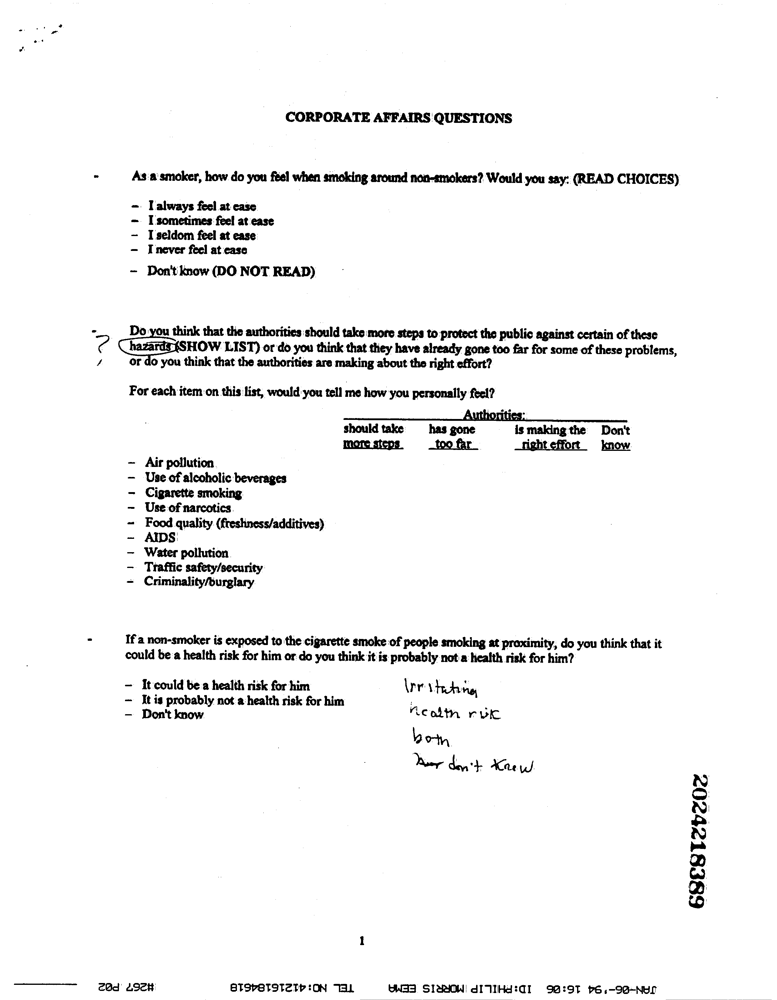 CORPORATE AFFAIRS QUESTIONS
- As a smoker, how do you feel when smoking around non-smokers? Would you say: (READ CHOICES)
– I always feel at ease
– I sometimes feel at ease
– I seldom feel at ease
– I never feel at ease
– Don't know (DO NOT READ)
- Do you think that the authorities should take more steps to protect the public against certain of these
? hazards (SHOW LIST) or do you think that they have already gone too far for some of these problems,
or do you think that the authorities are making about the right effort?
For each item on this list, would you tell me how you personally feel?
Authorities:
should take has gone is making the Don't
more steps too far right effort know
– Air pollution
– Use of alcoholic beverages
– Cigarette smoking
– Use of narcotics
– Food quality (freshness/additives)
– AIDS
– Water pollution
– Traffic safety/security
– Criminality/burglary
- If a non-smoker is exposed to the cigarette smoke of people smoking at proximity, do you think that it
could be a health risk for him or do you think it is probably not a health risk for him?
– It could be a health risk for him
– It is probably not a health risk for him
– Don't know
Irritating
health risk
both
don't know
2024218389
1
JAN-06-'94 16:06 ID:PHILIP MORRIS EEMA TEL NO:41216184618 #267 P02